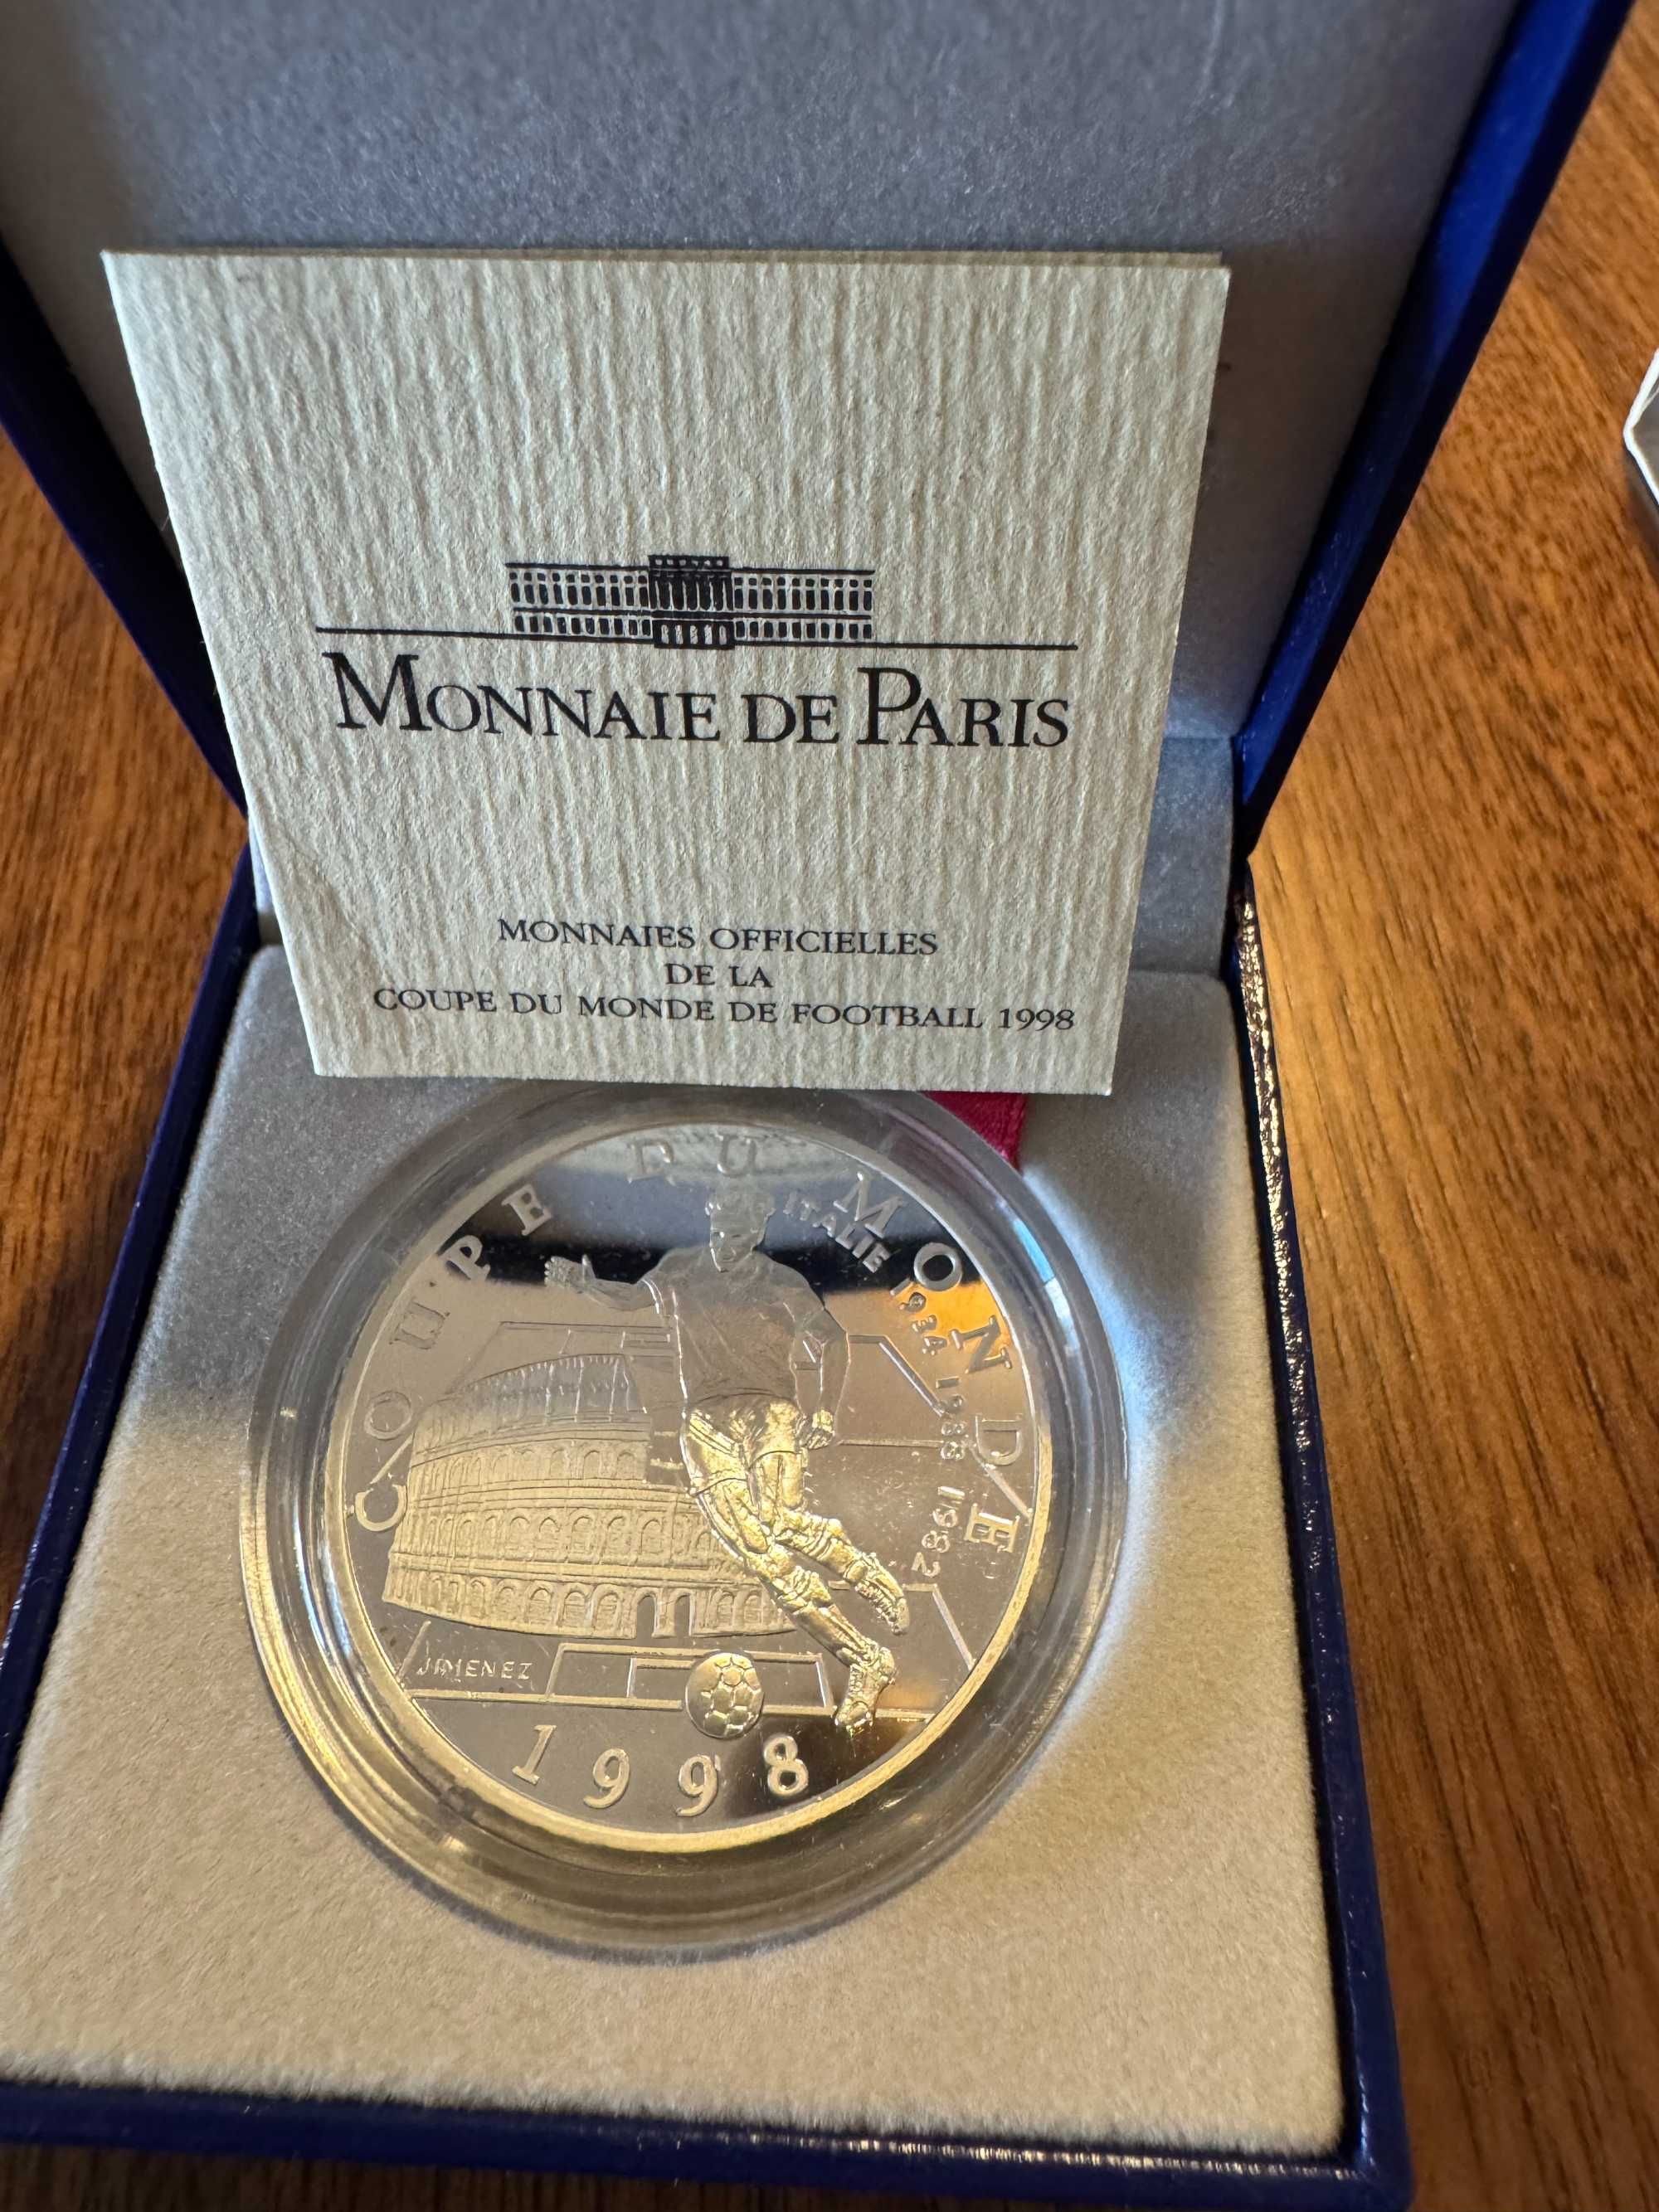 MONNAIE DE PARIS
MONNAIES OFFICIELLES
DE LA
COUPE DU MONDE DE FOOTBALL 1998
COUPE DU MONDE
ITALIE 1934 1938 1982
JIMENEZ
1998